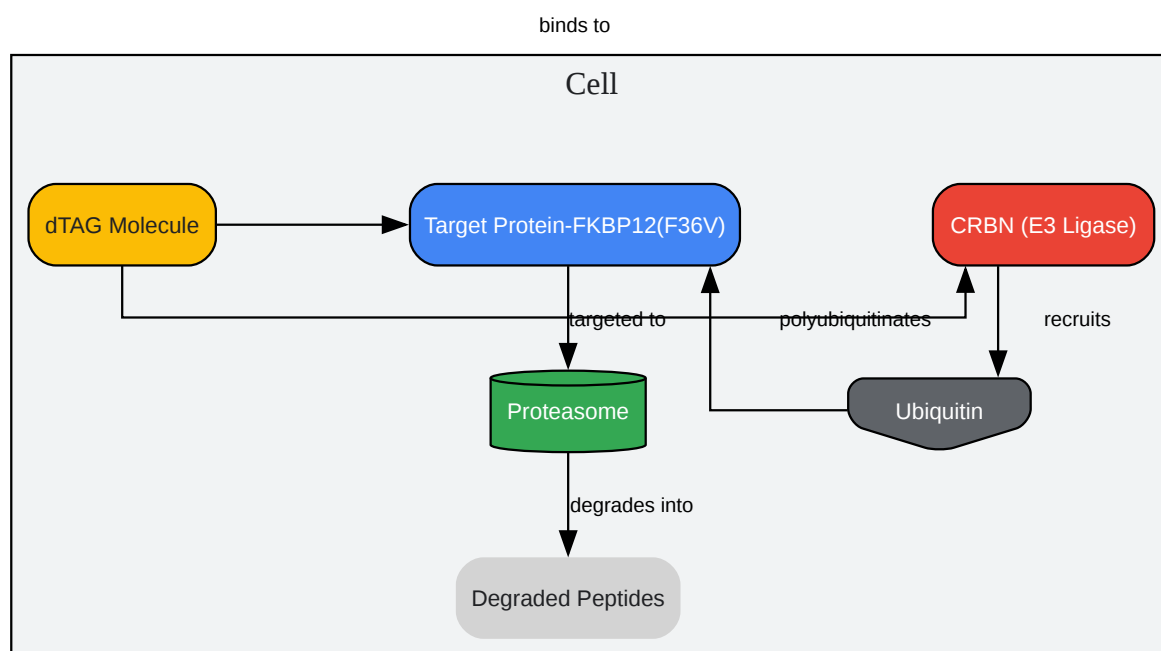 binds to
Cell
dTAG Molecule
Target Protein-FKBP12(F36V)
CRBN (E3 Ligase)
targeted to
polyubiquitinates
recruits
Proteasome
Ubiquitin
degrades into
Degraded Peptides